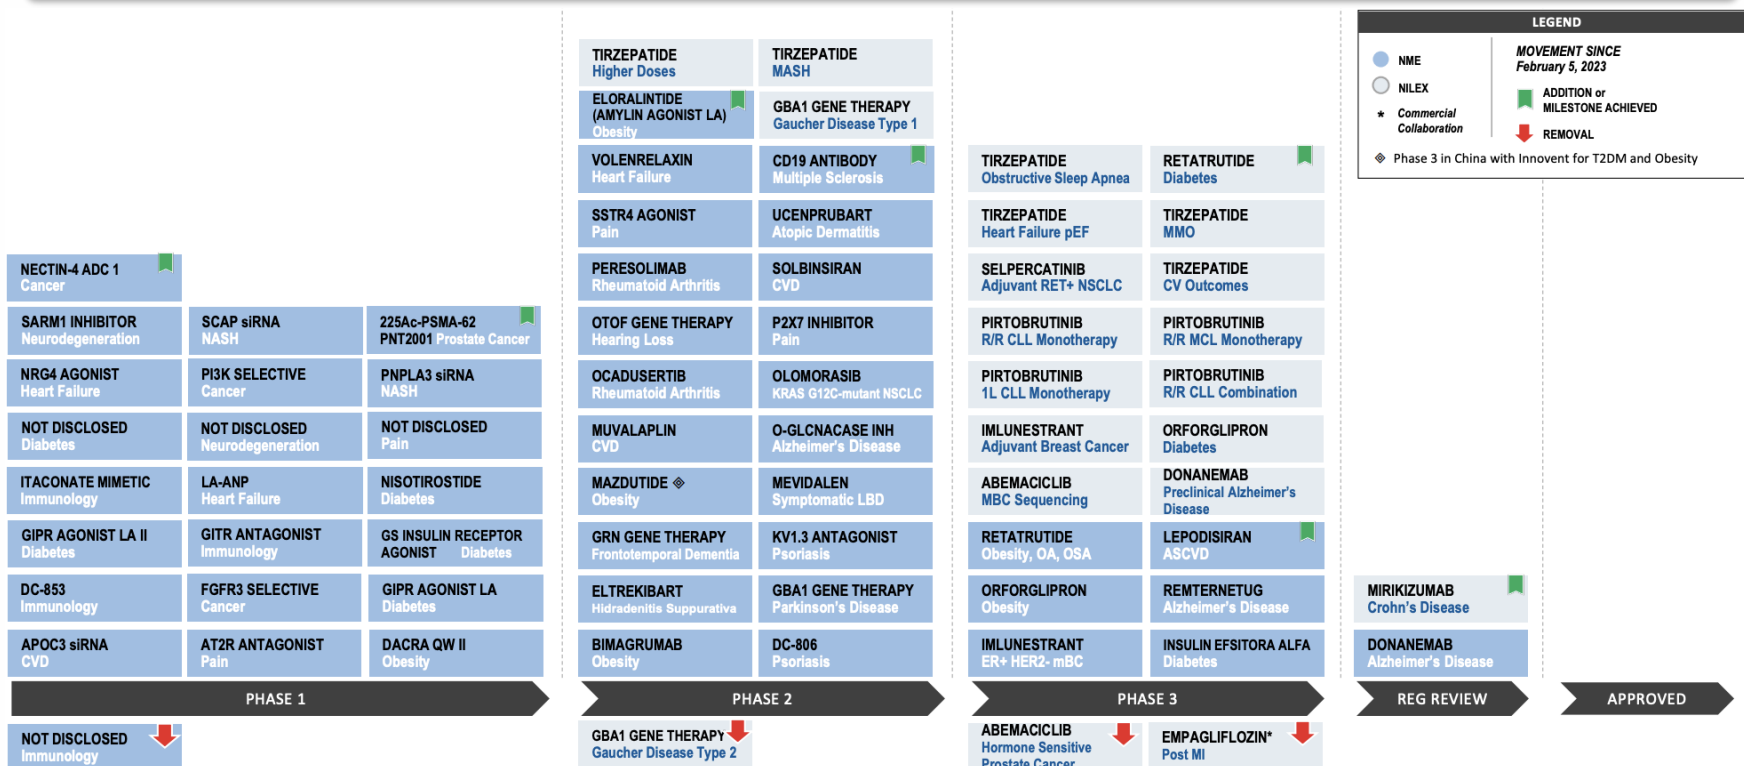 LEGEND
NME
NILEX
* Commercial
Collaboration
MOVEMENT SINCE
February 5, 2023
ADDITION or
MILESTONE ACHIEVED
REMOVAL
Phase 3 in China with Innovent for T2DM and Obesity
NECTIN-4 ADC 1
Cancer
SARM1 INHIBITOR
Neurodegeneration
SCAP siRNA
NASH
225Ac-PSMA-62
PNT2001 Prostate Cancer
NRG4 AGONIST
Heart Failure
PI3K SELECTIVE
Cancer
PNPLA3 siRNA
NASH
NOT DISCLOSED
Diabetes
NOT DISCLOSED
Neurodegeneration
NOT DISCLOSED
Pain
ITACONATE MIMETIC
Immunology
LA-ANP
Heart Failure
NISOTIROSTIDE
Diabetes
GIPR AGONIST LA II
Diabetes
GITR ANTAGONIST
Immunology
GS INSULIN RECEPTOR
AGONIST Diabetes
DC-853
Immunology
FGFR3 SELECTIVE
Cancer
GIPR AGONIST LA
Diabetes
APOC3 siRNA
CVD
AT2R ANTAGONIST
Pain
DACRA QW II
Obesity
PHASE 1
NOT DISCLOSED
Immunology
TIRZEPATIDE
Higher Doses
TIRZEPATIDE
MASH
ELORALINTIDE
(AMYLIN AGONIST LA)
Obesity
GBA1 GENE THERAPY
Gaucher Disease Type 1
VOLENRELAXIN
Heart Failure
CD19 ANTIBODY
Multiple Sclerosis
SSTR4 AGONIST
Pain
UCENPRUBART
Atopic Dermatitis
PERESOLIMAB
Rheumatoid Arthritis
SOLBINSIRAN
CVD
OTOF GENE THERAPY
Hearing Loss
P2X7 INHIBITOR
Pain
OCADUSERTIB
Rheumatoid Arthritis
OLOMORASIB
KRAS G12C-mutant NSCLC
MUVALAPLIN
CVD
O-GLCNACASE INH
Alzheimer's Disease
MAZDUTIDE
Obesity
MEVIDALEN
Symptomatic LBD
GRN GENE THERAPY
Frontotemporal Dementia
KV1.3 ANTAGONIST
Psoriasis
ELTREKIBART
Hidradenitis Suppurativa
GBA1 GENE THERAPY
Parkinson's Disease
BIMAGRUMAB
Obesity
DC-806
Psoriasis
PHASE 2
GBA1 GENE THERAPY
Gaucher Disease Type 2
TIRZEPATIDE
Obstructive Sleep Apnea
RETATRUTIDE
Diabetes
TIRZEPATIDE
Heart Failure pEF
TIRZEPATIDE
MMO
SELPERCATINIB
Adjuvant RET+ NSCLC
TIRZEPATIDE
CV Outcomes
PIRTOBRUTINIB
R/R CLL Monotherapy
PIRTOBRUTINIB
R/R MCL Monotherapy
PIRTOBRUTINIB
1L CLL Monotherapy
PIRTOBRUTINIB
R/R CLL Combination
IMLUNESTRANT
Adjuvant Breast Cancer
ORFORGLIPRON
Diabetes
ABEMACICLIB
MBC Sequencing
DONANEMAB
Preclinical Alzheimer's
Disease
RETATRUTIDE
Obesity, OA, OSA
LEPODISIRAN
ASCVD
ORFORGLIPRON
Obesity
REMTERNETUG
Alzheimer's Disease
IMLUNESTRANT
ER+ HER2- mBC
INSULIN EFSITORA ALFA
Diabetes
PHASE 3
ABEMACICLIB
Hormone Sensitive
Prostate Cancer
EMPAGLIFLOZIN*
Post MI
MIRIKIZUMAB
Crohn's Disease
DONANEMAB
Alzheimer's Disease
REG REVIEW
APPROVED